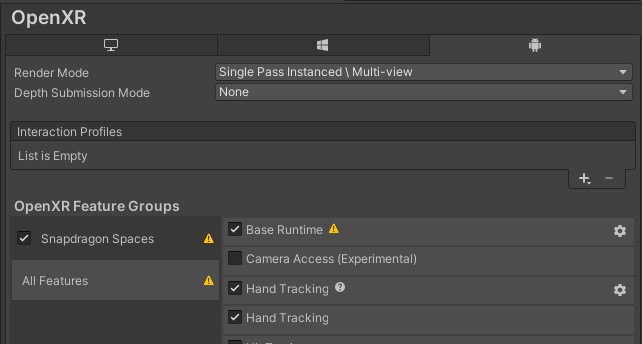 OpenXR
Render Mode Single Pass Instanced \ Multi-view
Depth Submission Mode None
Interaction Profiles
List is Empty
OpenXR Feature Groups
Snapdragon Spaces
All Features
Base Runtime
Camera Access (Experimental)
Hand Tracking
Hand Tracking